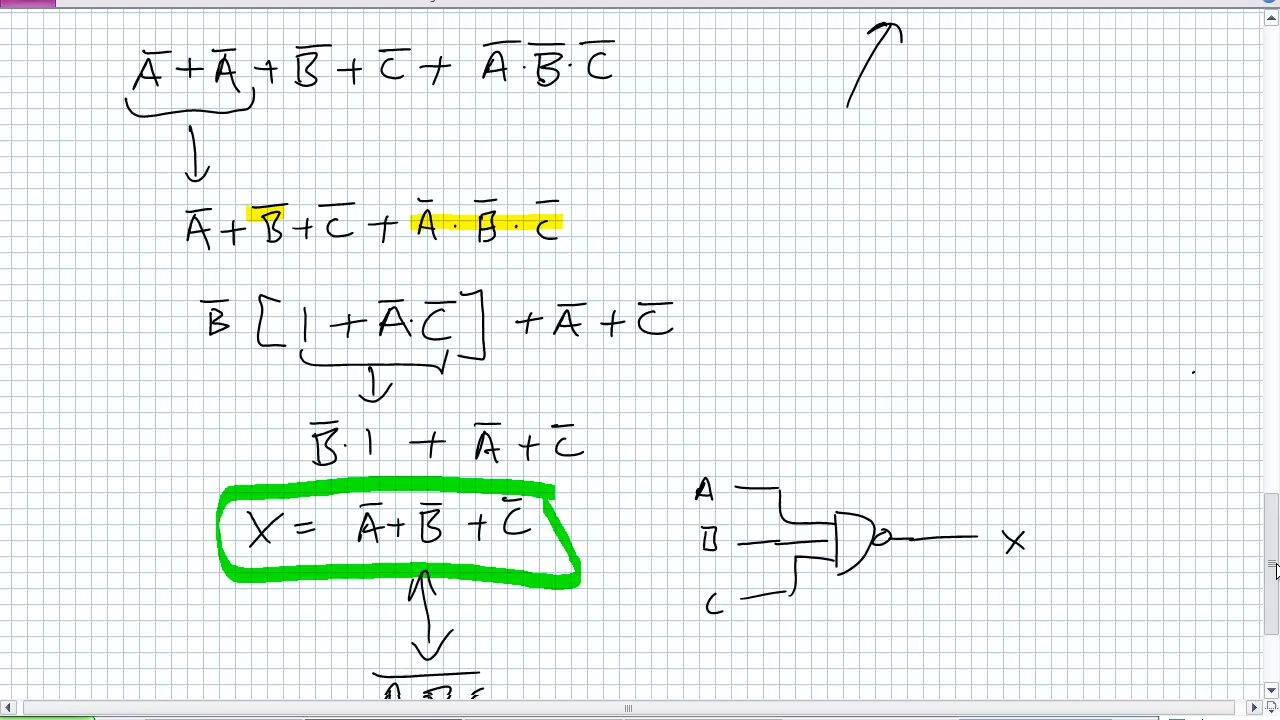 A̅ + A̅ + B̅ + C̅ + A̅ · B̅ · C̅
A̅ + B̅ + C̅ + A̅ · B̅ · C̅
B̅ [ 1 + A̅ · C̅ ] + A̅ + C̅
B̅ · 1 + A̅ + C̅
X = A̅ + B̅ + C̅
A
B
C
X